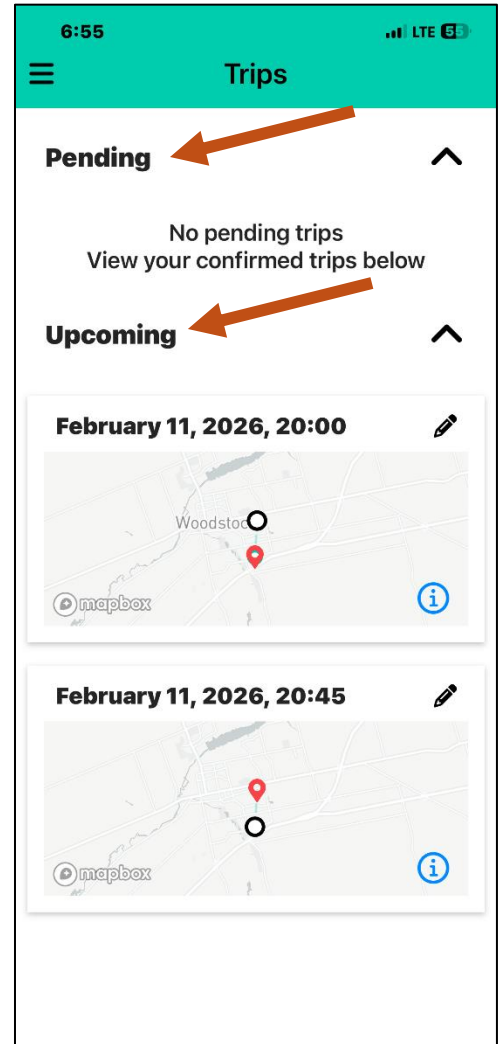 6:55 LTE 55
Trips
Pending
No pending trips
View your confirmed trips below
Upcoming
February 11, 2026, 20:00
Woodstoc
mapbox
February 11, 2026, 20:45
mapbox